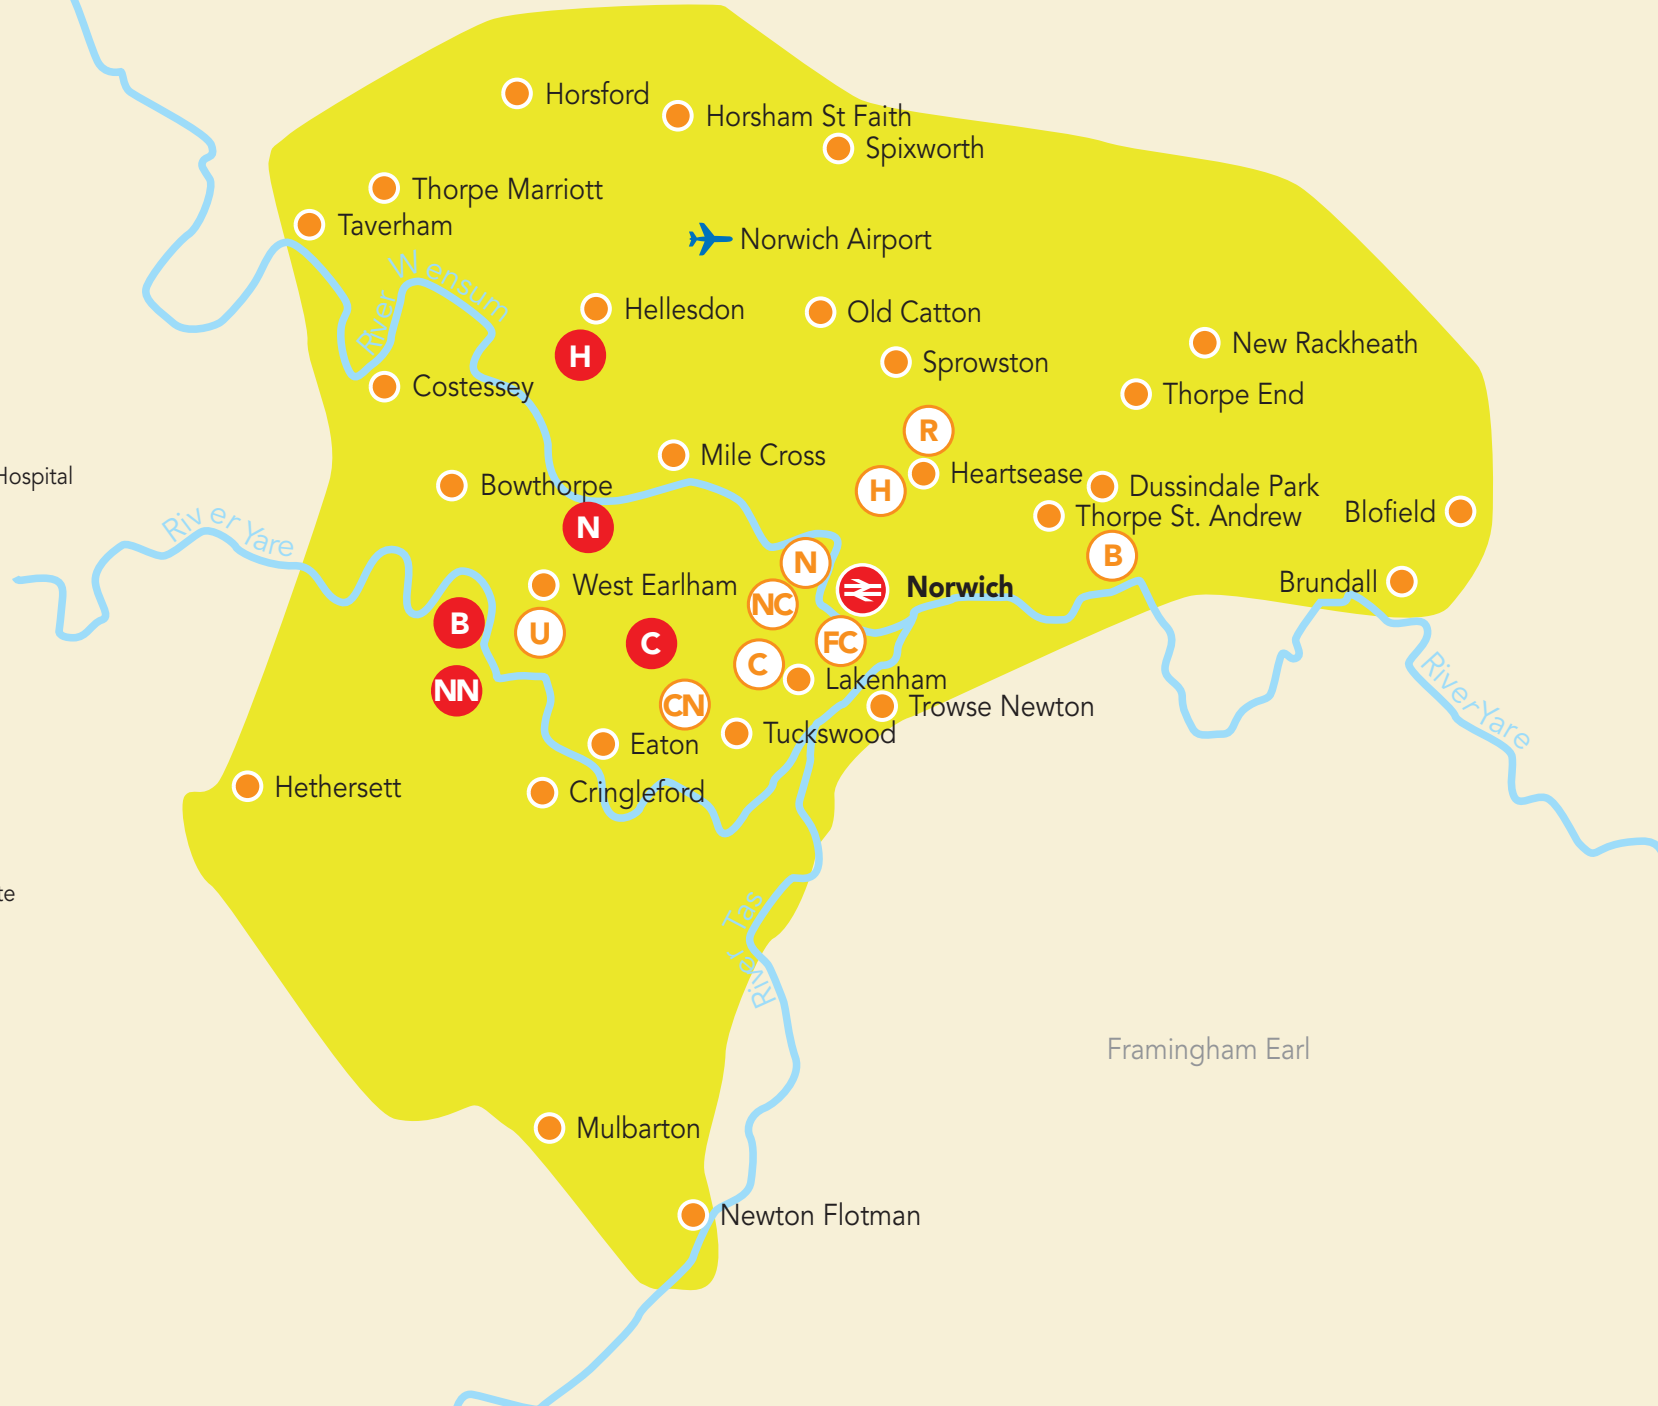 Horsford
Horsham St Faith
Spixworth
Thorpe Marriott
Taverham
Norwich Airport
River Wensum
Hellesdon
Old Catton
New Rackheath
H
Sprowston
Costessey
Thorpe End
R
Mile Cross
Hospital
Heartsease
Bowthorpe
H
Dussindale Park
Blofield
Thorpe St. Andrew
River Yare
N
B
N
West Earlham
Norwich
Brundall
NC
B
U
C
FC
C
Lakenham
River Yare
NN
CN
Trowse Newton
Tuckswood
Eaton
Hethersett
Cringleford
te
River Tas
Framingham Earl
Mulbarton
Newton Flotman